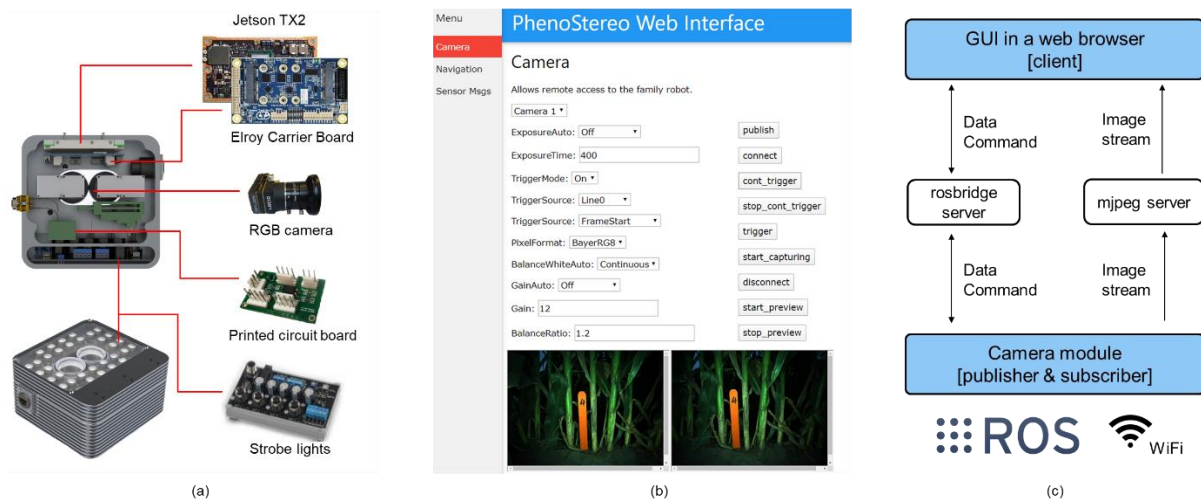 Jetson TX2
Elroy Carrier Board
RGB camera
Printed circuit board
Strobe lights
(a)
Menu
Camera
Navigation
Sensor Msgs
PhenoStereo Web Interface
Camera
Allows remote access to the family robot.
Camera 1
ExposureAuto: Off
ExposureTime: 400
TriggerMode: On
TriggerSource: Line0
TriggerSource: FrameStart
PixelFormat: BayerRG8
BalanceWhiteAuto: Continuous
GainAuto: Off
Gain: 12
BalanceRatio: 1.2
publish
connect
cont_trigger
stop_cont_trigger
trigger
start_capturing
disconnect
start_preview
stop_preview
(b)
GUI in a web browser
[client]
Data
Command
Image
stream
rosbridge
server
mjpeg server
Data
Command
Image
stream
Camera module
[publisher & subscriber]
ROS
WiFi
(c)